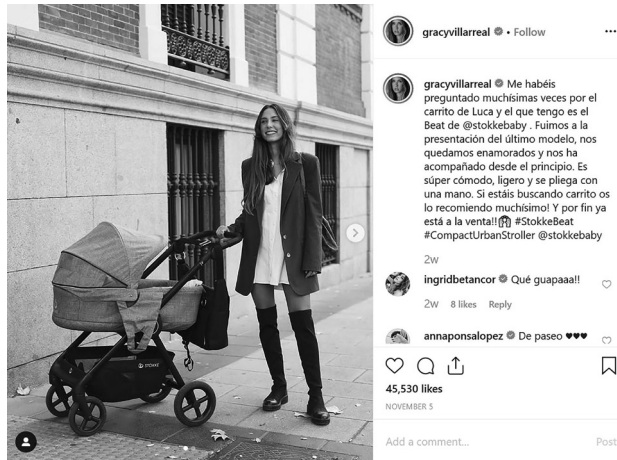 gracyvillarreal • Follow
gracyvillarreal Me habéis
preguntado muchísimas veces por el
carrito de Luca y el que tengo es el
Beat de @stokkebaby . Fuimos a la
presentación del último modelo, nos
quedamos enamorados y nos ha
acompañado desde el principio. Es
súper cómodo, ligero y se pliega con
una mano. Si estáis buscando carrito os
lo recomiendo muchísimo! Y por fin ya
está a la venta!! #StokkeBeat
#CompactUrbanStroller @stokkebaby
2w
ingridbetancor Qué guapaaa!!
2w 8 likes Reply
annaponsalopez De paseo ♥♥♥
45,530 likes
NOVEMBER 5
Add a comment... Post
STOKKE